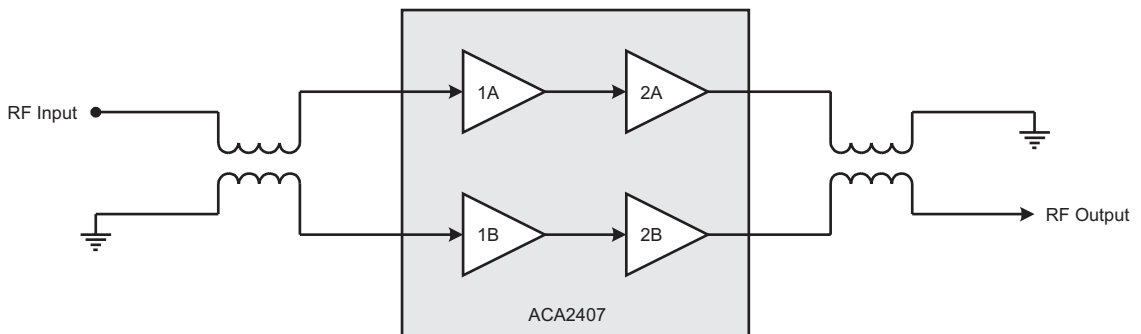 RF Input
1A
2A
1B
2B
RF Output
ACA2407